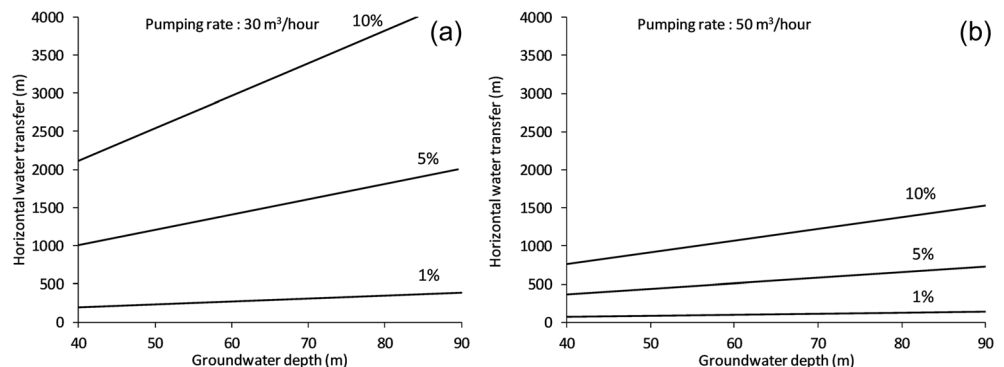 Pumping rate : 30 m³/hour
(a)
Horizontal water transfer (m)
4000
3500
3000
2500
2000
1500
1000
500
0
10%
5%
1%
40 50 60 70 80 90
Groundwater depth (m)
Pumping rate : 50 m³/hour
(b)
Horizontal water transfer (m)
4000
3500
3000
2500
2000
1500
1000
500
0
10%
5%
1%
40 50 60 70 80 90
Groundwater depth (m)